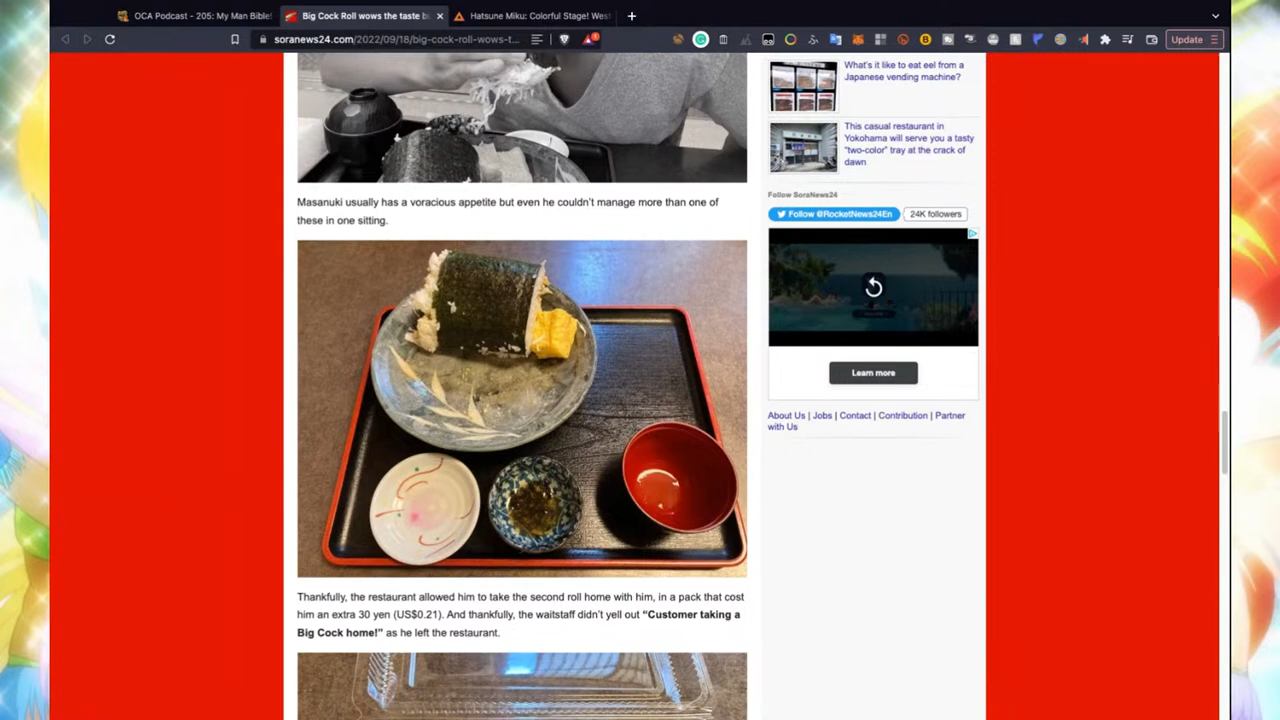 OCA Podcast - 205: My Man Bible!
Big Cock Roll wows the taste bu
Hatsune Miku: Colorful Stage! West
soranews24.com/2022/09/18/big-cock-roll-wows-t...
Update
What's it like to eat eel from a
Japanese vending machine?
This casual restaurant in
Yokohama will serve you a tasty
"two-color" tray at the crack of
dawn
Masanuki usually has a voracious appetite but even he couldn't manage more than one of
these in one sitting.
Follow SoraNews24
Follow @RocketNews24En
24K followers
Learn more
About Us | Jobs | Contact | Contribution | Partner
with Us
Thankfully, the restaurant allowed him to take the second roll home with him, in a pack that cost
him an extra 30 yen (US$0.21). And thankfully, the waitstaff didn't yell out "Customer taking a
Big Cock home!" as he left the restaurant.